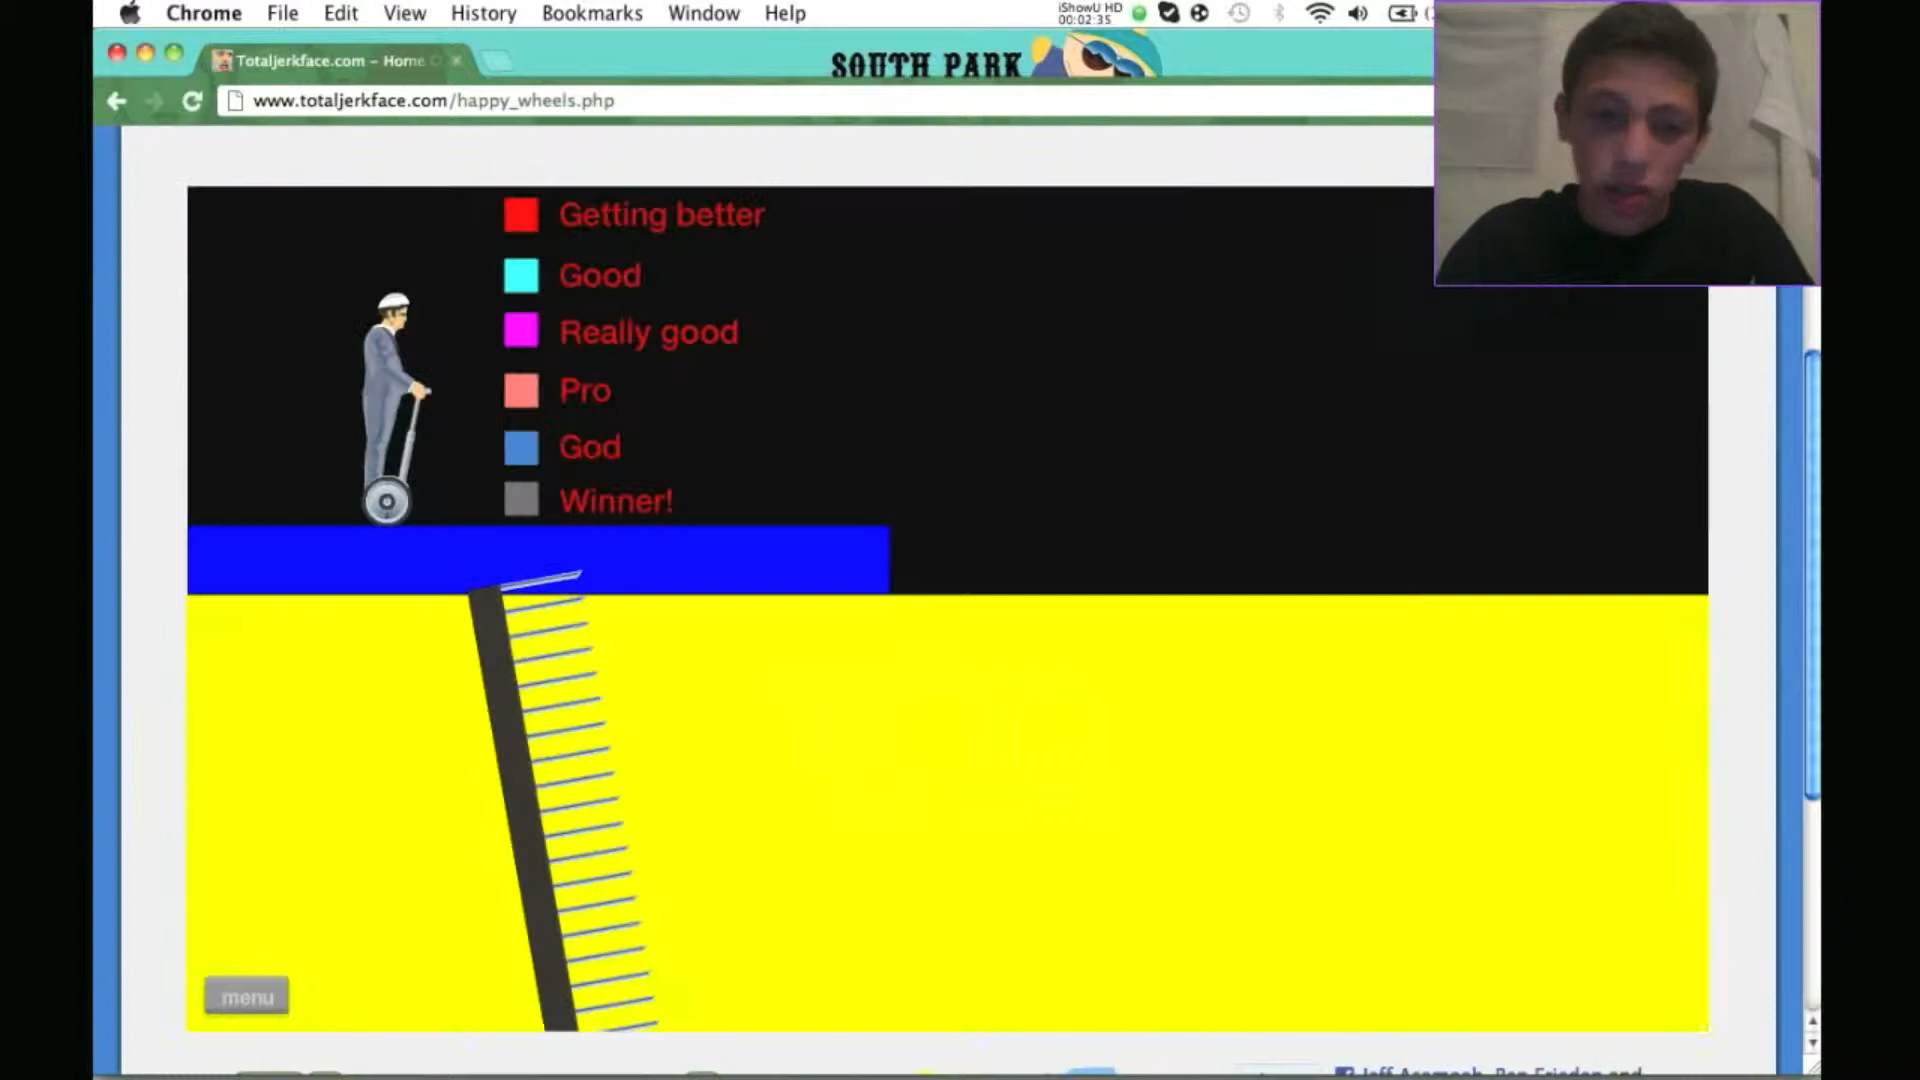 Chrome File Edit View History Bookmarks Window Help
iShowU HD
00:02:35
Totaljerkface.com – Home
SOUTH PARK
www.totaljerkface.com/happy_wheels.php
Getting better
Good
Really good
Pro
God
Winner!
menu